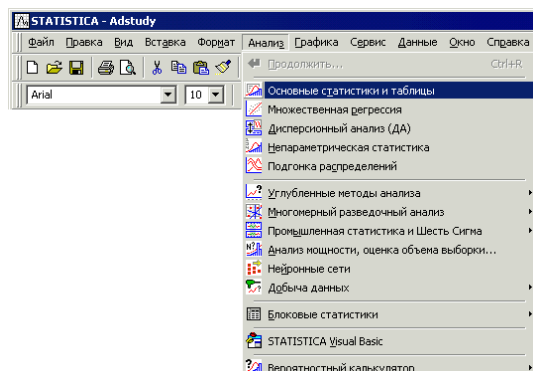 STATISTICA - Adstudy
Файл Правка Вид Вставка Формат Анализ Графика Сервис Данные Окно Справка
Продолжить... Ctrl+R
Arial 10
Основные статистики и таблицы
Множественная регрессия
Дисперсионный анализ (ДА)
Непараметрическая статистика
Подгонка распределений
Углубленные методы анализа
Многомерный разведочный анализ
Промышленная статистика и Шесть Сигма
Анализ мощности, оценка объема выборки...
Нейронные сети
Добыча данных
Блоковые статистики
STATISTICA Visual Basic
Вероятностный калькулятор